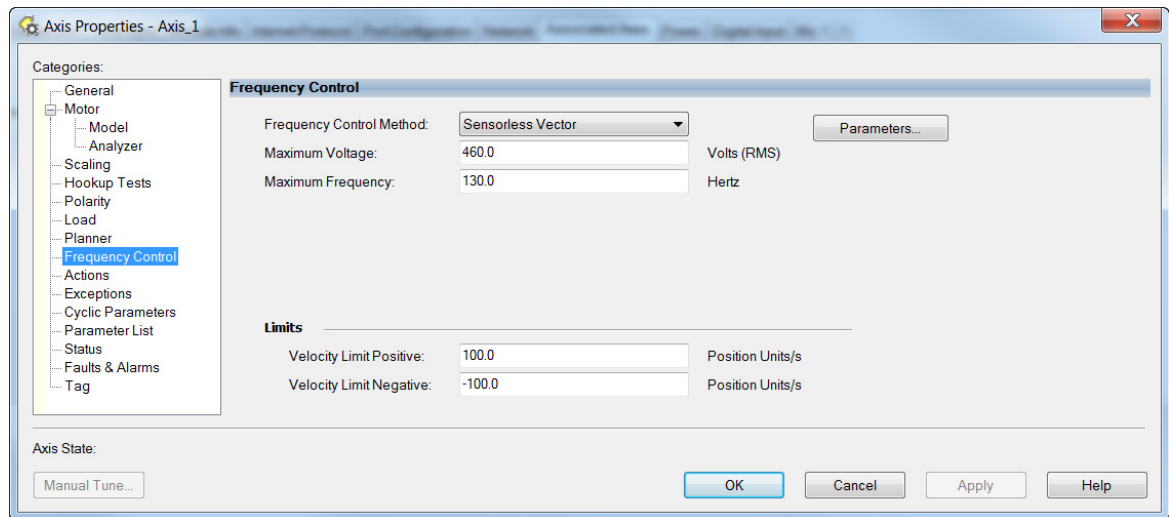 Axis Properties - Axis_1
Categories:
General
Motor
Model
Analyzer
Scaling
Hookup Tests
Polarity
Load
Planner
Frequency Control
Actions
Exceptions
Cyclic Parameters
Parameter List
Status
Faults & Alarms
Tag
Frequency Control
Frequency Control Method: Sensorless Vector Parameters...
Maximum Voltage: 460.0 Volts (RMS)
Maximum Frequency: 130.0 Hertz
Limits
Velocity Limit Positive: 100.0 Position Units/s
Velocity Limit Negative: -100.0 Position Units/s
Axis State:
Manual Tune... OK Cancel Apply Help